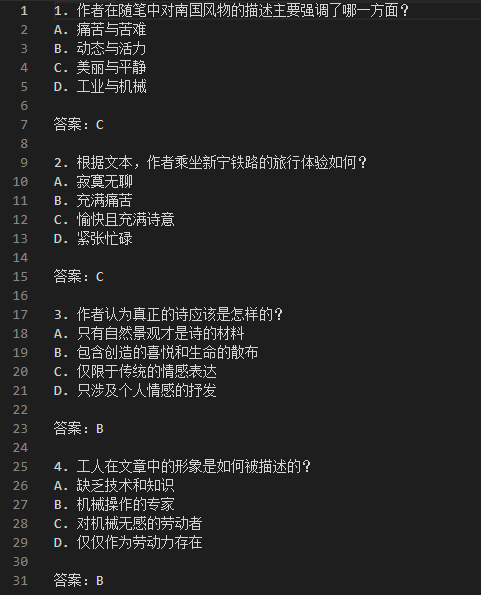 1 1. 作者在随笔中对南国风物的描述主要强调了哪一方面？
2 A. 痛苦与苦难
3 B. 动态与活力
4 C. 美丽与平静
5 D. 工业与机械
6
7 答案：C
8
9 2. 根据文本，作者乘坐新宁铁路的旅行体验如何？
10 A. 寂寞无聊
11 B. 充满痛苦
12 C. 愉快且充满诗意
13 D. 紧张忙碌
14
15 答案：C
16
17 3. 作者认为真正的诗应该是怎样的？
18 A. 只有自然景观才是诗的材料
19 B. 包含创造的喜悦和生命的散布
20 C. 仅限于传统的情感表达
21 D. 只涉及个人情感的抒发
22
23 答案：B
24
25 4. 工人在文章中的形象是如何被描述的？
26 A. 缺乏技术和知识
27 B. 机械操作的专家
28 C. 对机械无感的劳动者
29 D. 仅仅作为劳动力存在
30
31 答案：B